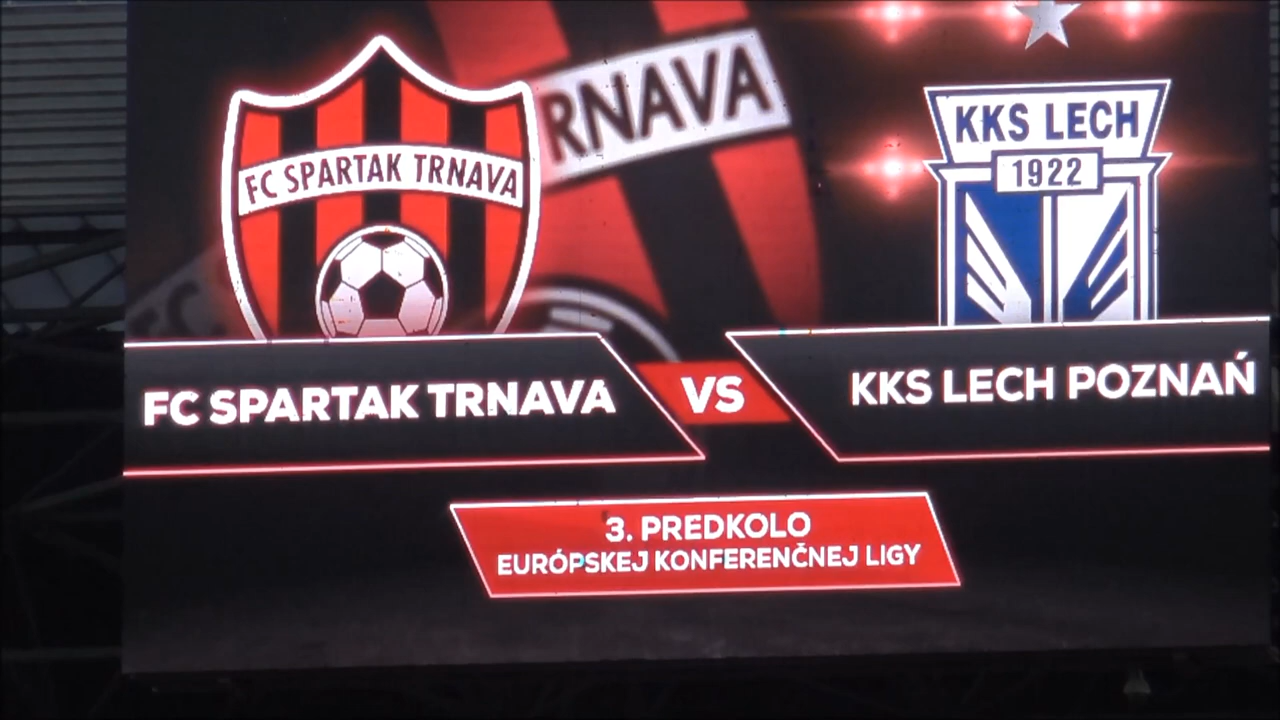 FC SPARTAK TRNAVA
RNAVA
KKS LECH
1922
FC
FC SPARTAK TRNAVA
VS
KKS LECH POZNAŃ
3. PREDKOLO
EURÓPSKEJ KONFERENČNEJ LIGY